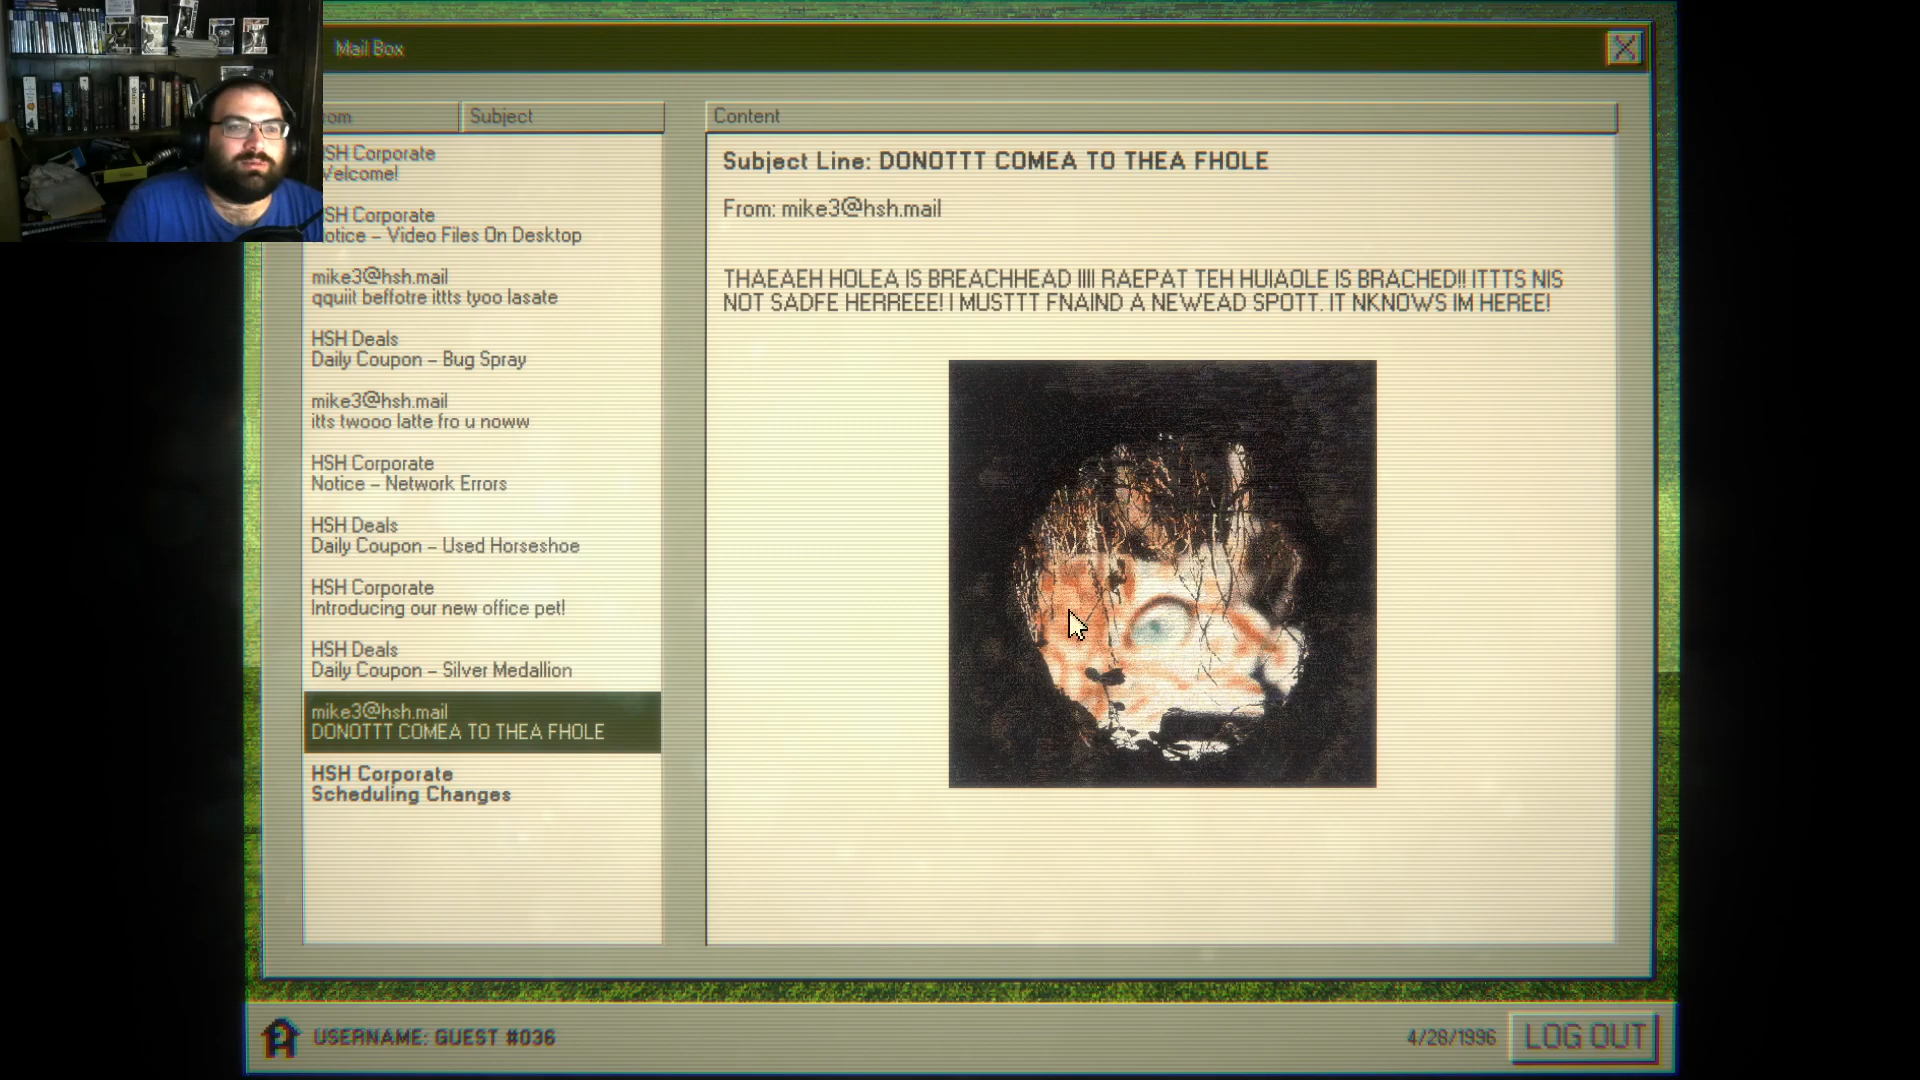 Mail Box
rom
Subject
Content
SH Corporate
Welcome!
SH Corporate
otice – Video Files On Desktop
mike3@hsh.mail
qquiit beffotre ittts tyoo lasate
HSH Deals
Daily Coupon – Bug Spray
mike3@hsh.mail
itts twooo latte fro u noww
HSH Corporate
Notice – Network Errors
HSH Deals
Daily Coupon – Used Horseshoe
HSH Corporate
Introducing our new office pet!
HSH Deals
Daily Coupon – Silver Medallion
mike3@hsh.mail
DONOTTT COMEA TO THEA FHOLE
HSH Corporate
Scheduling Changes
Subject Line: DONOTTT COMEA TO THEA FHOLE
From: mike3@hsh.mail
THAEAEH HOLEA IS BREACHHEAD IIII RAEPAT TEH HUIAOLE IS BRACHED!! ITTTS NIS
NOT SADFE HERREEE! I MUSTTT FNAIND A NEWEAD SPOTT. IT NKNOWS IM HEREE!
USERNAME: GUEST #036
4/28/1996
LOG OUT